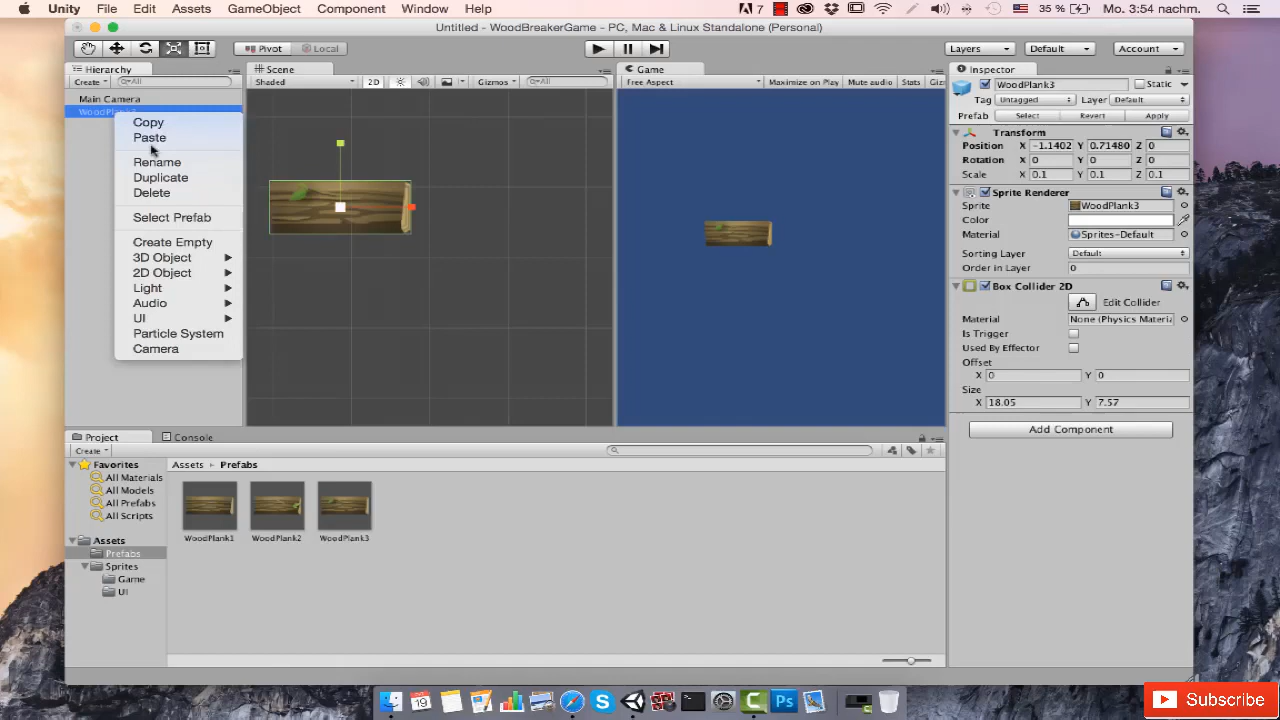 Unity File Edit Assets GameObject Component Window Help 7 35 % Mo. 3:54 nachm.
Untitled - WoodBreakerGame - PC, Mac & Linux Standalone (Personal)
Pivot Local Layers Default Account
Hierarchy Scene Game Inspector
Create All Shaded 2D Gizmos All Free Aspect Maximize on Play Mute audio Stats Giz
Main Camera
WoodPlank3
Copy
Paste
Rename
Duplicate
Delete
Select Prefab
Create Empty
3D Object
2D Object
Light
Audio
UI
Particle System
Camera
WoodPlank3 Static
Tag Untagged Layer Default
Prefab Select Revert Apply
Transform
Position X -1.1402 Y 0.71480 Z 0
Rotation X 0 Y 0 Z 0
Scale X 0.1 Y 0.1 Z 0.1
Sprite Renderer
Sprite WoodPlank3
Color
Material Sprites-Default
Sorting Layer Default
Order in Layer 0
Box Collider 2D
Edit Collider
Material None (Physics Materia
Is Trigger
Used By Effector
Offset
X 0 Y 0
Size
X 18.05 Y 7.57
Add Component
Project Console
Create
Favorites
All Materials
All Models
All Prefabs
All Scripts
Assets
Prefabs
Sprites
Game
UI
Assets Prefabs
WoodPlank1 WoodPlank2 WoodPlank3
19
Ps
Subscribe